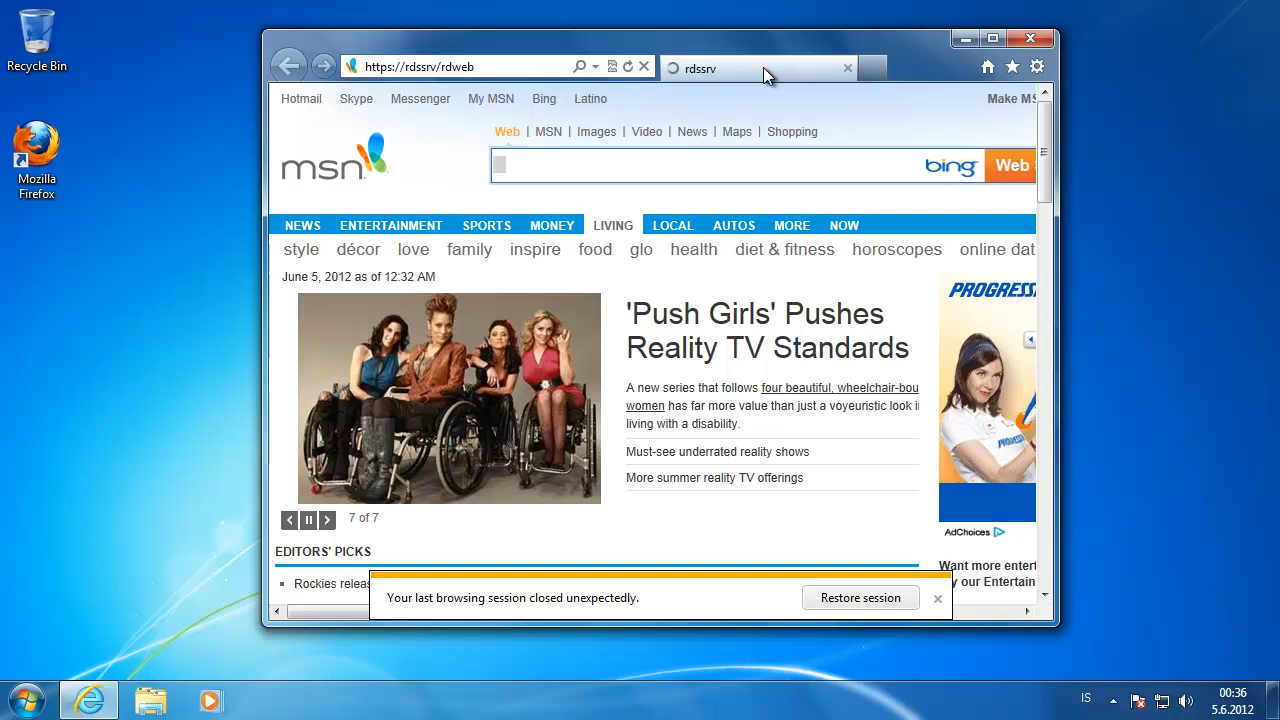 Recycle Bin
Mozilla
Firefox
https://rdssrv/rdweb
rdssrv
Hotmail Skype Messenger My MSN Bing Latino
Make MS
Web | MSN | Images | Video | News | Maps | Shopping
msn
bing Web
NEWS ENTERTAINMENT SPORTS MONEY LIVING LOCAL AUTOS MORE NOW
style décor love family inspire food glo health diet & fitness horoscopes online dat
June 5, 2012 as of 12:32 AM
'Push Girls' Pushes
Reality TV Standards
A new series that follows four beautiful, wheelchair-bou
women has far more value than just a voyeuristic look i
living with a disability.
Must-see underrated reality shows
More summer reality TV offerings
7 of 7
PROGRESS
PROGRESS
AdChoices
EDITORS' PICKS
Rockies relea
Want more entert
y our Entertain
Your last browsing session closed unexpectedly.
Restore session
IS
00:36
5.6.2012